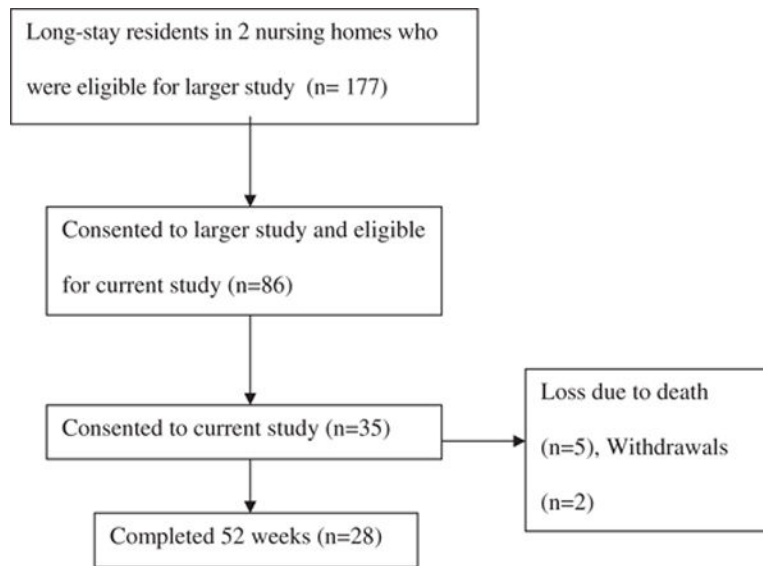 Long-stay residents in 2 nursing homes who
were eligible for larger study (n= 177)
Consented to larger study and eligible
for current study (n=86)
Consented to current study (n=35)
Loss due to death
(n=5), Withdrawals
(n=2)
Completed 52 weeks (n=28)